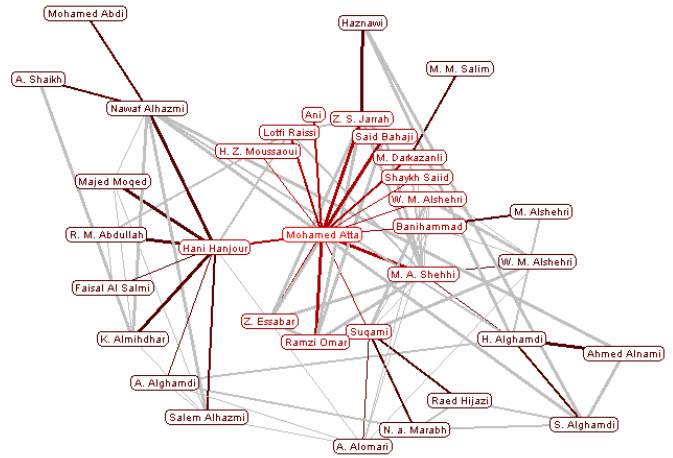 Mohamed Abdi
Haznawi
M. M. Salim
A. Shaikh
Nawaf Alhazmi
Ani
Z. S. Jarrah
Lotfi Raissi
Said Bahaji
H. Z. Moussaoui
M. Darkazanli
Shaykh Saiid
Majed Moqed
W. M. Alshehri
M. Alshehri
Banihammad
R. M. Abdullah
Mohamed Atta
Hani Hanjour
W. M. Alshehri
M. A. Shehhi
Faisal Al Salmi
Z. Essabar
Suqami
K. Almihdhar
Ramzi Omar
H. Alghamdi
Ahmed Alnami
A. Alghamdi
Raed Hijazi
Salem Alhazmi
S. Alghamdi
N. a. Marabh
A. Alomari